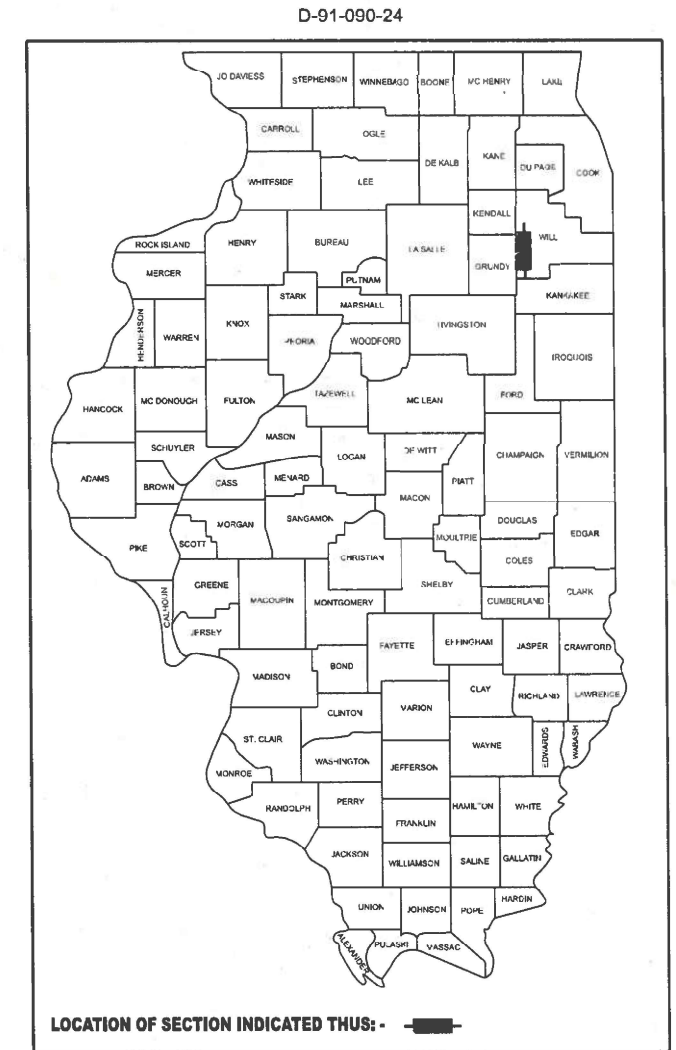 D-91-090-24
JO DAVIESS
STEPHENSON
WINNEBAGO
BOONE
MC HENRY
LAKE
CARROLL
OGLE
DE KALB
KANE
DU PAGE
COOK
WHITESIDE
LEE
KENDALL
WILL
ROCK ISLAND
HENRY
BUREAU
LA SALLE
GRUNDY
MERCER
PUTNAM
STARK
MARSHALL
KANKAKEE
HENDERSON
WARREN
KNOX
PEORIA
WOODFORD
LIVINGSTON
IROQUOIS
HANCOCK
MC DONOUGH
FULTON
TAZEWELL
MC LEAN
FORD
MASON
SCHUYLER
LOGAN
DE WITT
CHAMPAIGN
VERMILION
ADAMS
BROWN
CASS
MENARD
PIATT
MACON
PIKE
SCOTT
MORGAN
SANGAMON
MOULTRIE
DOUGLAS
EDGAR
CHRISTIAN
COLES
GREENE
CALHOUN
MACOUPIN
MONTGOMERY
SHELBY
CUMBERLAND
CLARK
JERSEY
FAYETTE
EFFINGHAM
JASPER
CRAWFORD
MADISON
BOND
CLAY
RICHLAND
LAWRENCE
CLINTON
MARION
ST. CLAIR
WAYNE
EDWARDS
WABASH
MONROE
WASHINGTON
JEFFERSON
RANDOLPH
PERRY
HAMILTON
WHITE
FRANKLIN
JACKSON
WILLIAMSON
SALINE
GALLATIN
UNION
JOHNSON
POPE
HARDIN
ALEXANDER
PULASKI
VASSAC
LOCATION OF SECTION INDICATED THUS: -